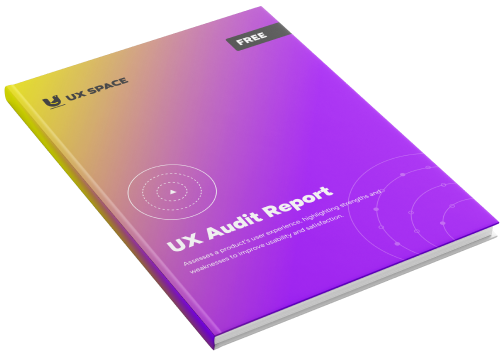 FREE
UX SPACE
UX Audit Report
Assesses a product's user experience, highlighting strengths and
weaknesses to improve usability and satisfaction.